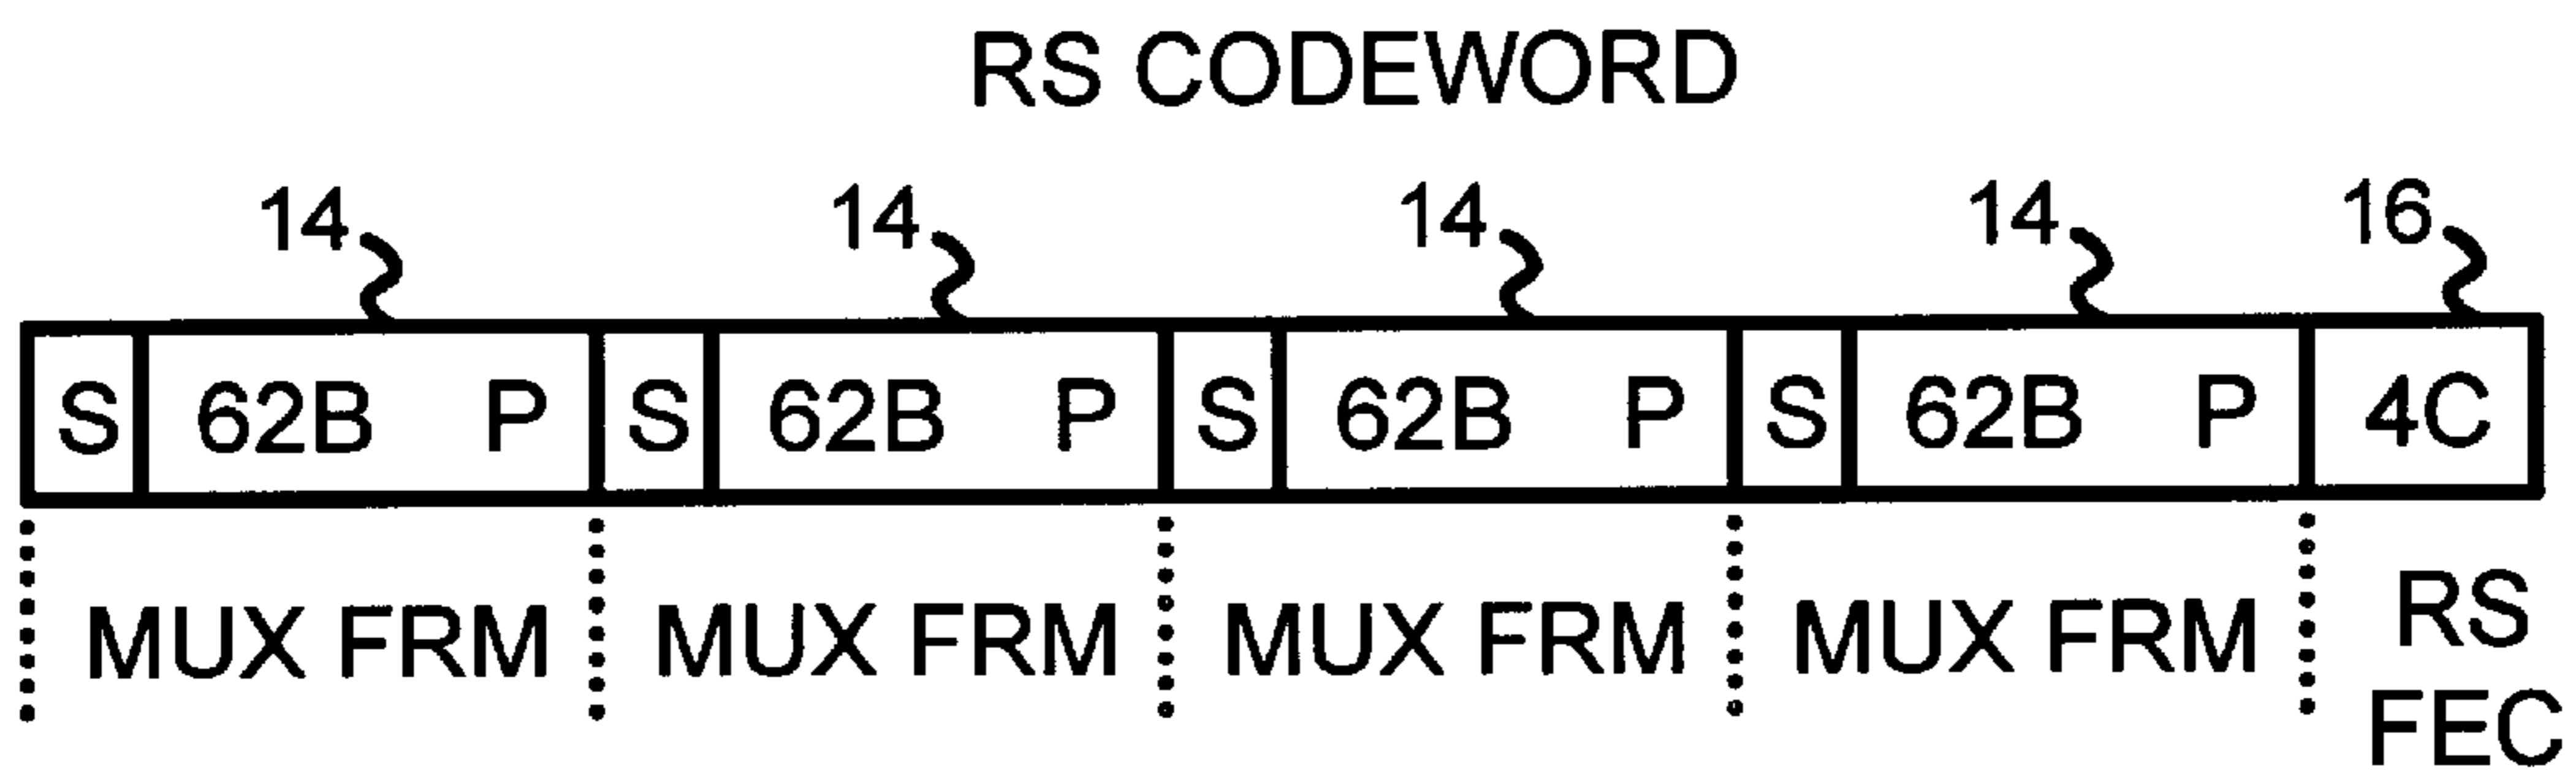 RS CODEWORD
14 14 14 14 16
S 62B P S 62B P S 62B P S 62B P 4C
MUX FRM MUX FRM MUX FRM MUX FRM RS
FEC